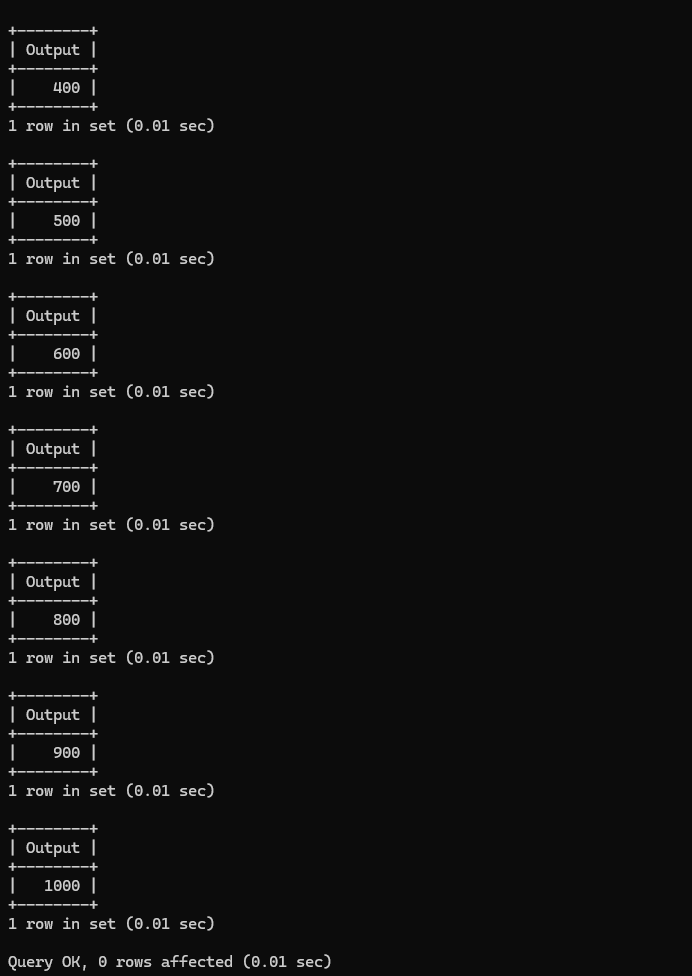 +--------+
| Output |
+--------+
|    400 |
+--------+
1 row in set (0.01 sec)

+--------+
| Output |
+--------+
|    500 |
+--------+
1 row in set (0.01 sec)

+--------+
| Output |
+--------+
|    600 |
+--------+
1 row in set (0.01 sec)

+--------+
| Output |
+--------+
|    700 |
+--------+
1 row in set (0.01 sec)

+--------+
| Output |
+--------+
|    800 |
+--------+
1 row in set (0.01 sec)

+--------+
| Output |
+--------+
|    900 |
+--------+
1 row in set (0.01 sec)

+--------+
| Output |
+--------+
|   1000 |
+--------+
1 row in set (0.01 sec)

Query OK, 0 rows affected (0.01 sec)